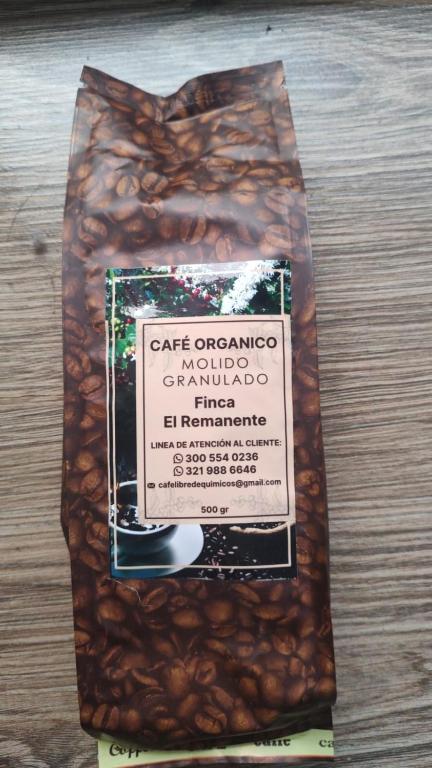 CAFÉ ORGANICO
MOLIDO
GRANULADO
Finca
El Remanente
LINEA DE ATENCIÓN AL CLIENTE:
300 554 0236
321 988 6646
cafelibredequimicos@gmail.com
500 gr